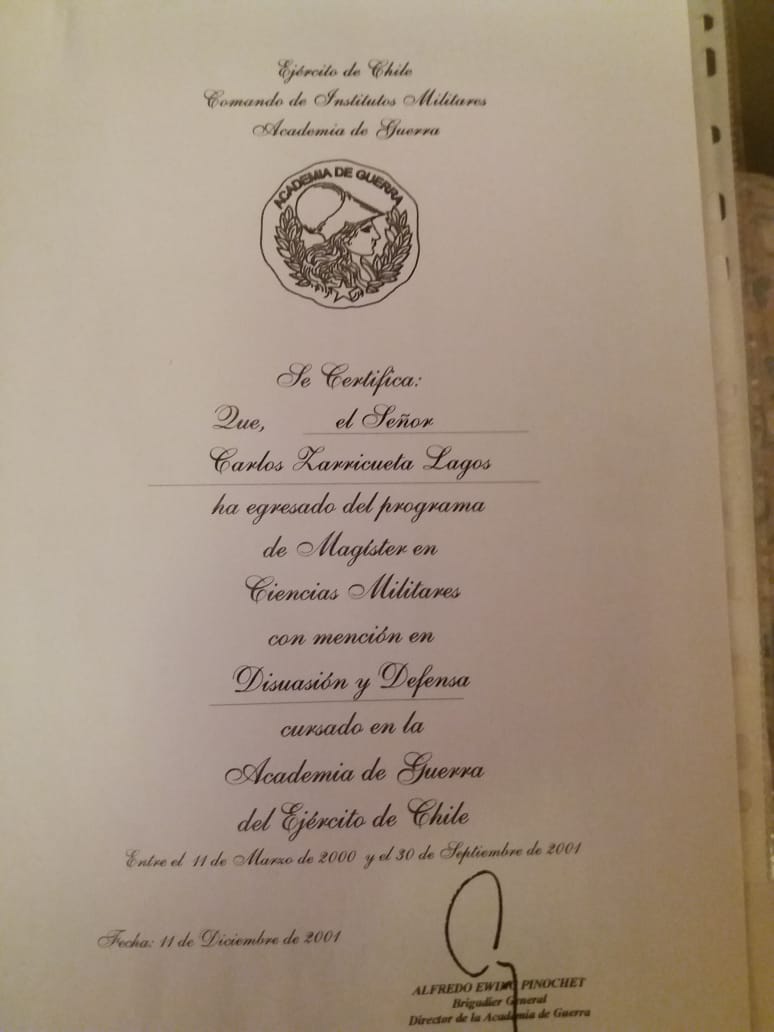 Ejército de Chile
Comando de Institutos Militares
Academia de Guerra
ACADEMIA DE GUERRA
Se Certifica:
Que, el Señor
Carlos Zarricueta Lagos
ha egresado del programa
de Magíster en
Ciencias Militares
con mención en
Disuasión y Defensa
cursado en la
Academia de Guerra
del Ejército de Chile
Entre el 11 de Marzo de 2000 y el 30 de Septiembre de 2001
Fecha: 11 de Diciembre de 2001
ALFREDO EWING PINOCHET
Brigadier General
Director de la Academia de Guerra